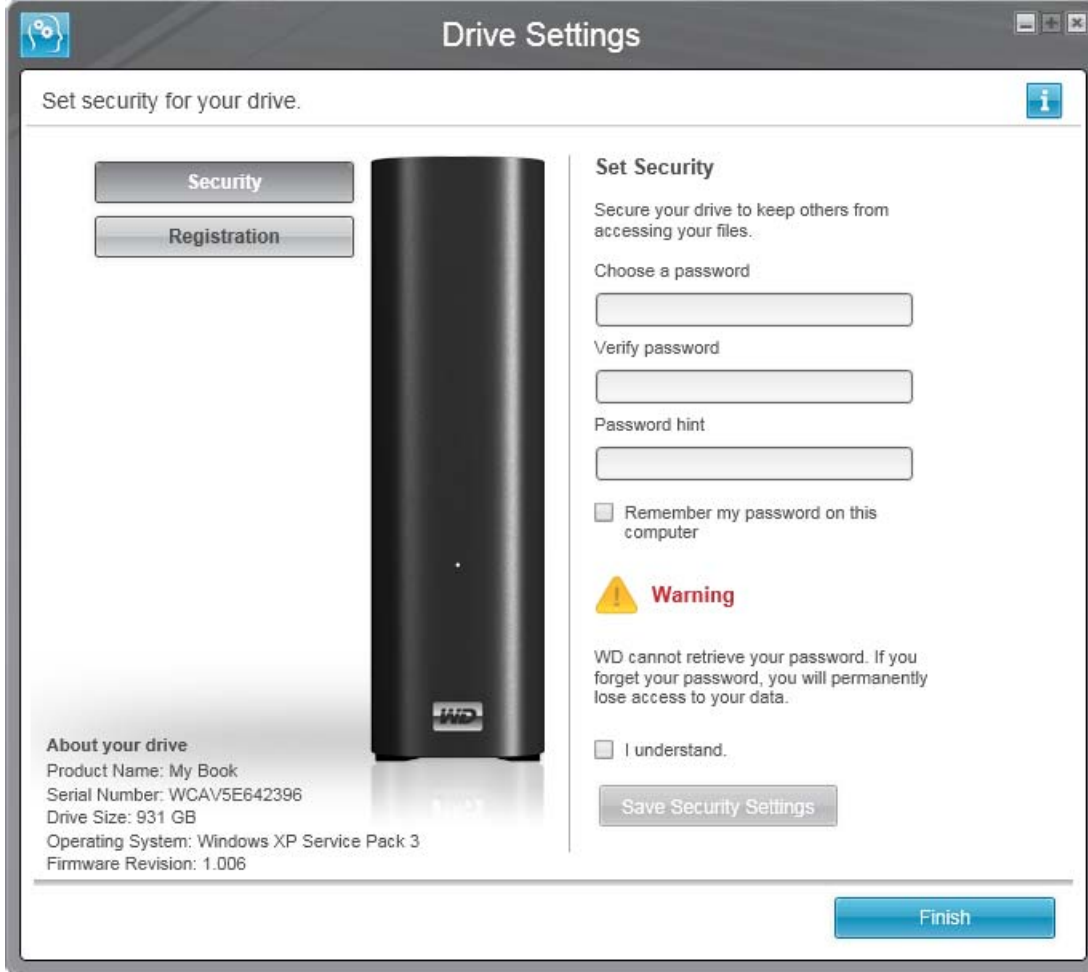 Drive Settings
Set security for your drive.
i
Security
Registration
WD
About your drive
Product Name: My Book
Serial Number: WCAV5E642396
Drive Size: 931 GB
Operating System: Windows XP Service Pack 3
Firmware Revision: 1.006
Set Security
Secure your drive to keep others from
accessing your files.
Choose a password
Verify password
Password hint
Remember my password on this
computer
! Warning
WD cannot retrieve your password. If you
forget your password, you will permanently
lose access to your data.
I understand.
Save Security Settings
Finish